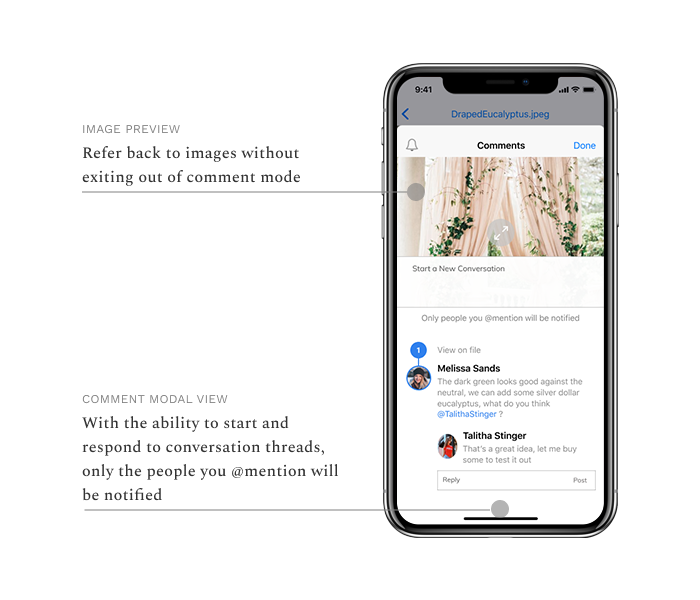 IMAGE PREVIEW
Refer back to images without
exiting out of comment mode
COMMENT MODAL VIEW
With the ability to start and
respond to conversation threads,
only the people you @mention will
be notified
9:41
DrapedEucalyptus.jpeg
Comments
Done
Start a New Conversation
Only people you @mention will be notified
1
View on file
Melissa Sands
The dark green looks good against the
neutral, we can add some silver dollar
eucalyptus, what do you think
@TalithaStinger ?
Talitha Stinger
That's a great idea, let me buy
some to test it out
Reply
Post